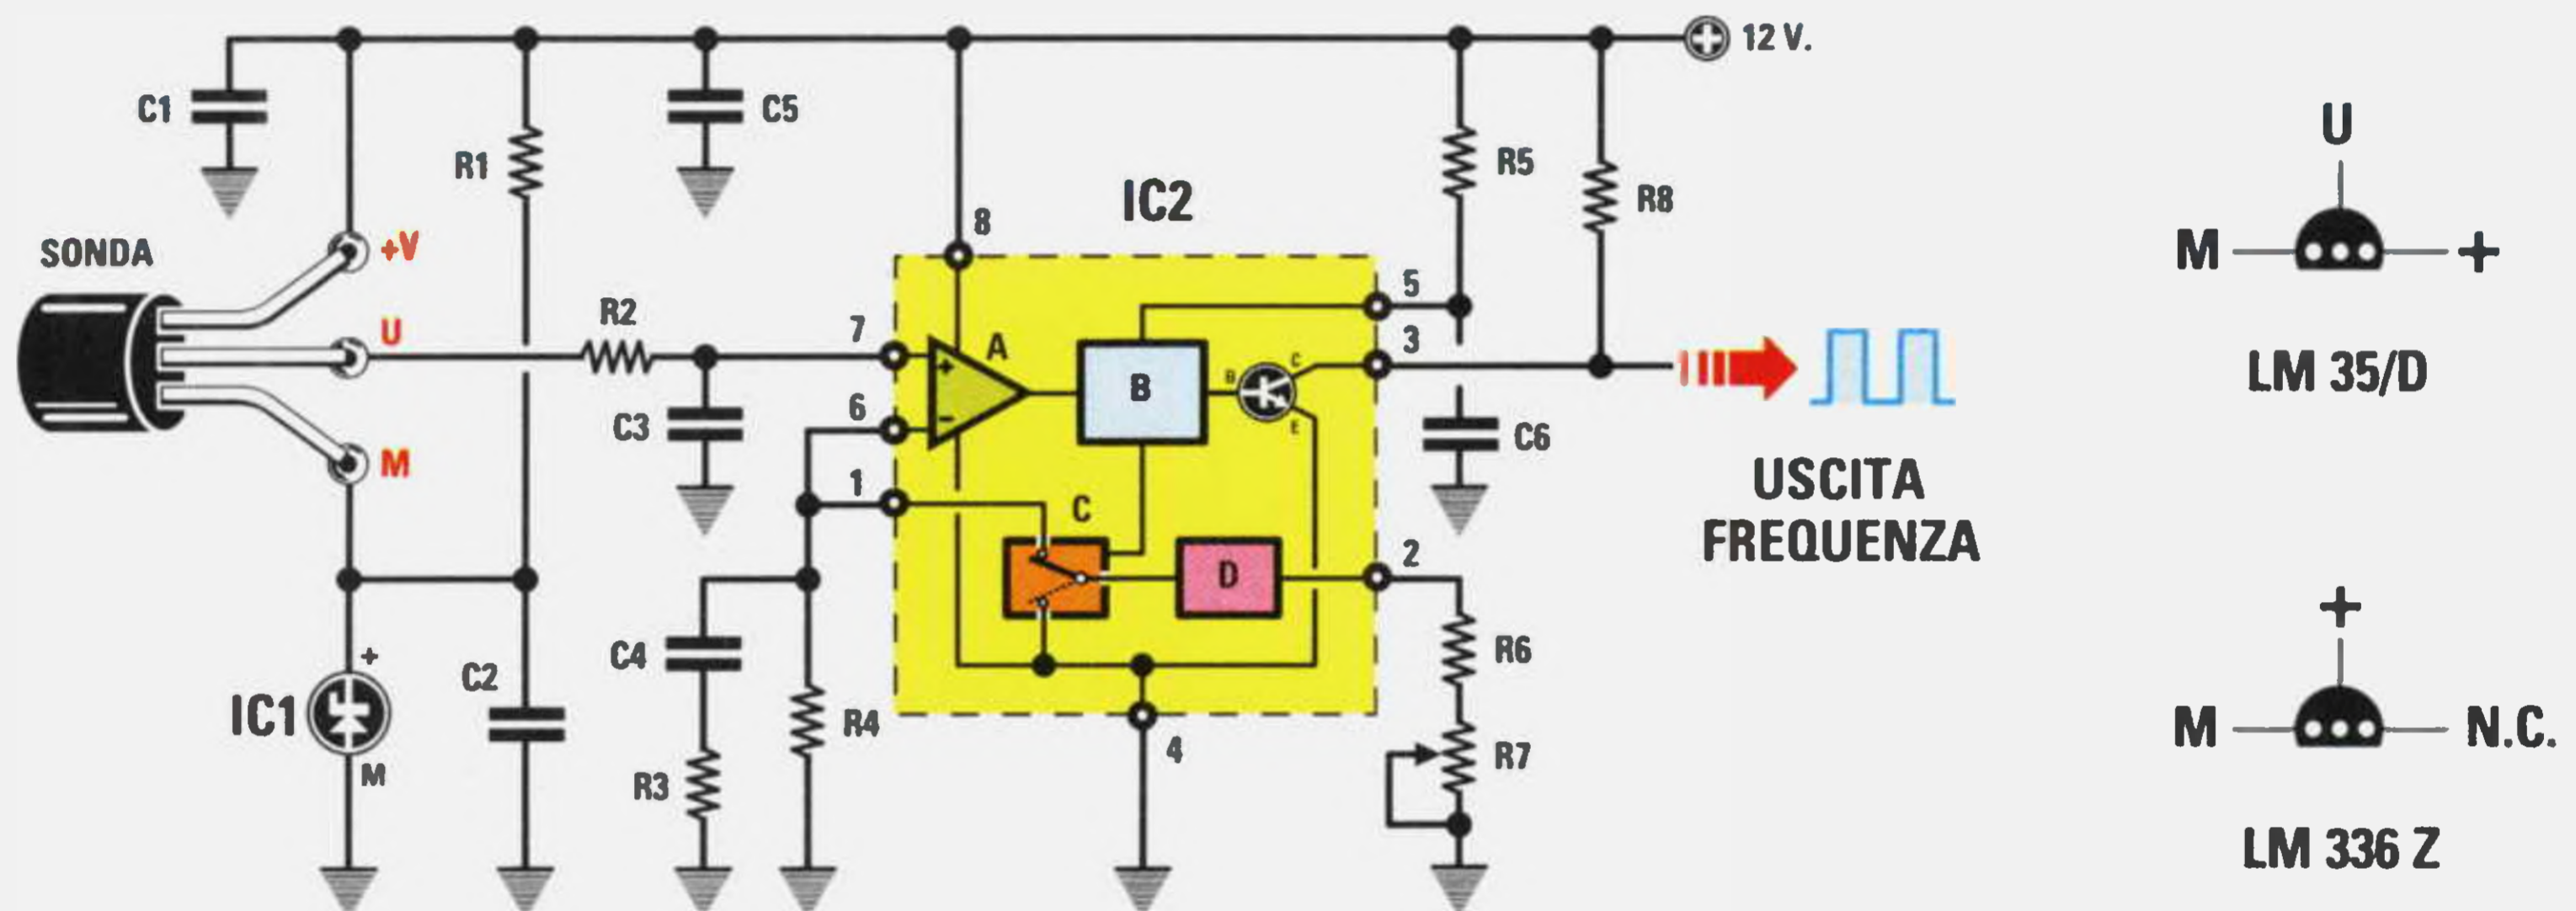 12 V.
C1
C5
R1
R5
R8
SONDA
+V
U
M
R2
C3
IC2
8
7
6
1
5
3
2
4
A
+
-
B
B
C
E
C
D
C6
USCITA
FREQUENZA
IC1
+
M
C2
C4
R3
R4
R6
R7
U
M
+
LM 35/D
+
M
N.C.
LM 336 Z